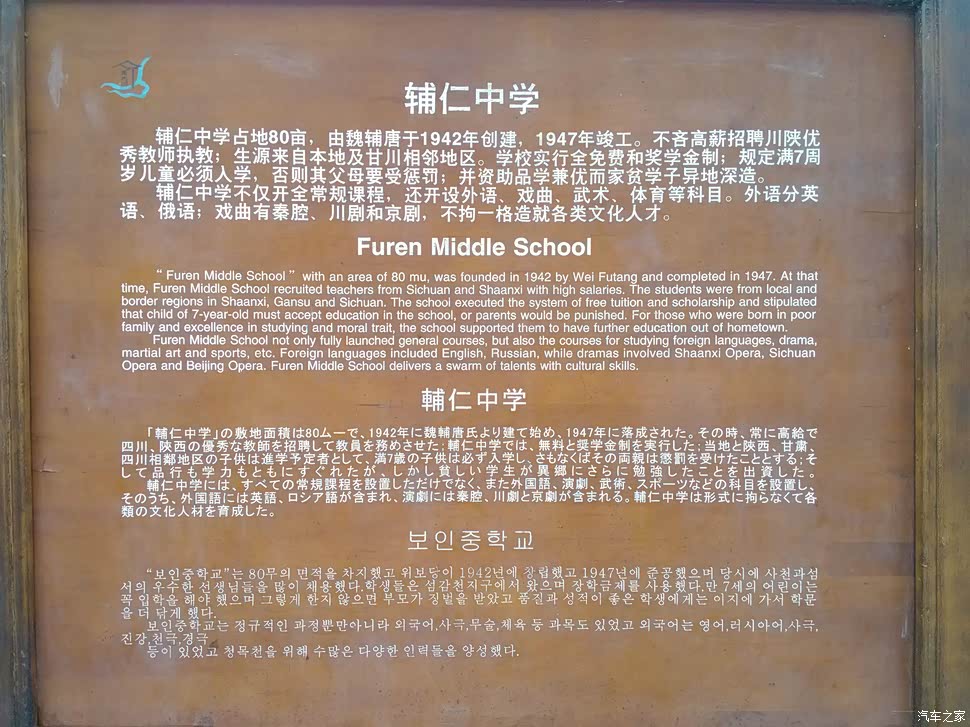 辅仁中学
辅仁中学占地80亩，由魏辅唐于1942年创建，1947年竣工。不吝高薪招聘川陕优
秀教师执教；生源来自本地及甘川相邻地区。学校实行全免费和奖学金制；规定满7周
岁儿童必须入学，否则其父母要受惩罚；并资助品学兼优而家贫学子异地深造。
辅仁中学不仅开全常规课程，还开设外语、戏曲、武术、体育等科目。外语分英
语、俄语；戏曲有秦腔、川剧和京剧，不拘一格造就各类文化人才。
Furen Middle School
“Furen Middle School” with an area of 80 mu, was founded in 1942 by Wei Futang and completed in 1947. At that
time, Furen Middle School recruited teachers from Sichuan and Shaanxi with high salaries. The students were from local and
border regions in Shaanxi, Gansu and Sichuan. The school executed the system of free tuition and scholarship and stipulated
that child of 7-year-old must accept education in the school, or parents would be punished. For those who were born in poor
family and excellence in studying and moral trait, the school supported them to have further education out of hometown.
Furen Middle School not only fully launched general courses, but also the courses for studying foreign languages, drama,
martial art and sports, etc. Foreign languages included English, Russian, while dramas involved Shaanxi Opera, Sichuan
Opera and Beijing Opera. Furen Middle School delivers a swarm of talents with cultural skills.
輔仁中学
「輔仁中学」の敷地面積は80ムーで、1942年に魏輔唐氏より建て始め、1947年に落成された。その時、常に高給で
四川、陝西の優秀な教師を招聘して教員を務めさせた；輔仁中学では、無料と奨学金制を実行した；当地と陝西、甘粛、
四川相鄰地区の子供は進学予定者として、満7歳の子供は必ず入学し、さもなくばその両親は懲罰を受けたこととする；そ
して品行も学力もともにすぐれたが、しかし貧しい学生が異郷にさらに勉強したことを出資した。
輔仁中学には、すべての常規課程を設置しただけでなく、また外国語、演劇、武術、スポーツなどの科目を設置し、
そのうち、外国語には英語、ロシア語が含まれ、演劇には秦腔、川劇と京劇が含まれる。輔仁中学は形式に拘らなくて各
類の文化人材を育成した。
보인중학교
“보인중학교”는 80무의 면적을 차지했고 위보당이 1942년에 창립했고 1947년에 준공했으며 당시에 사천과섬
서의 우수한 선생님들을 많이 채용했다.학생들은 섬감천지구에서 왔으며 장학금제를 사용했다.만 7세의 어린이는
꼭 입학을 해야 했으며 그렇게 한지 않으면 부모가 징벌을 받았고 품진과 성적이 좋은 학생에게는 이지에 가서 학문
을 더 닦게 했다.
보인중학교는 정규적인 과정뿐만아니라 외국어,사극,무술,체육 등 과목도 있었고 외국어는 영어,러시아어,사극,
진강,천극,경극
등이 있었고 청목천을 위해 수많은 다양한 인력들을 양성했다.
汽车之家